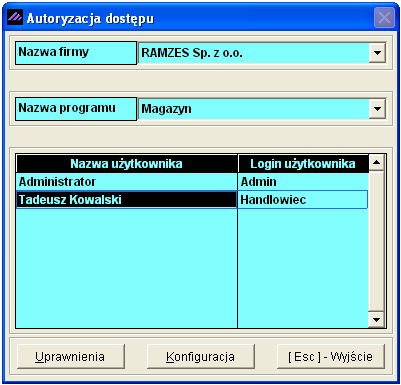 Autoryzacja dostępu
Nazwa firmy RAMZES Sp. z o.o.
Nazwa programu Magazyn
Nazwa użytkownika Login użytkownika
Administrator Admin
Tadeusz Kowalski Handlowiec
Uprawnienia Konfiguracja [ Esc ] - Wyjście